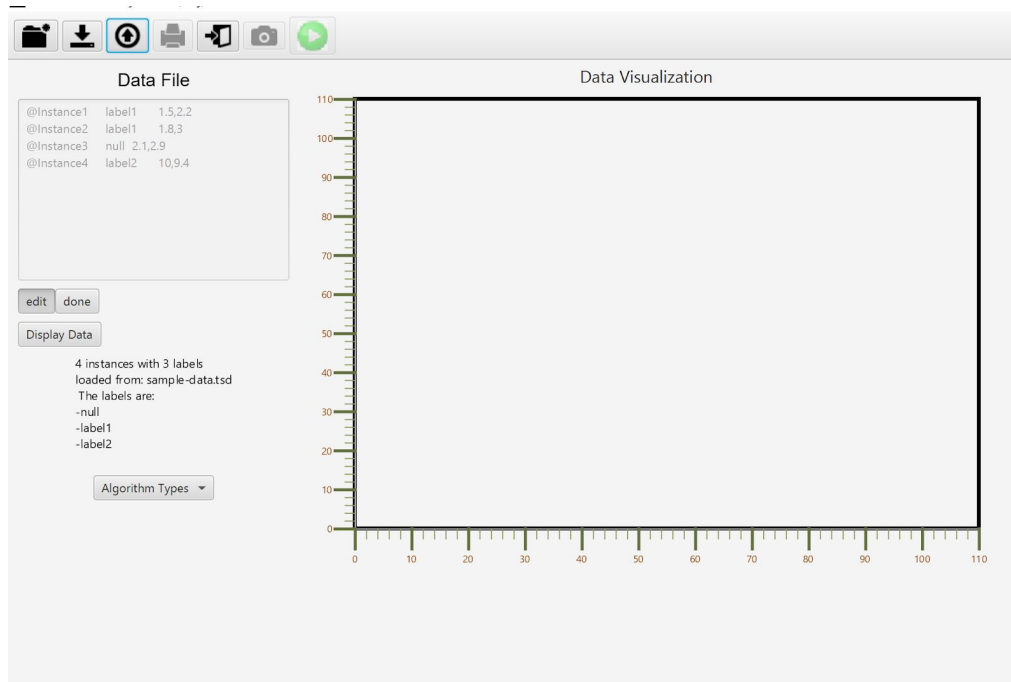 Data File
@Instance1 label1 1.5,2.2
@Instance2 label1 1.8,3
@Instance3 null 2.1,2.9
@Instance4 label2 10,9.4
edit done
Display Data
4 instances with 3 labels
loaded from: sample-data.tsd
The labels are:
-null
-label1
-label2
Algorithm Types
Data Visualization
110
100
90
80
70
60
50
40
30
20
10
0
0 10 20 30 40 50 60 70 80 90 100 110